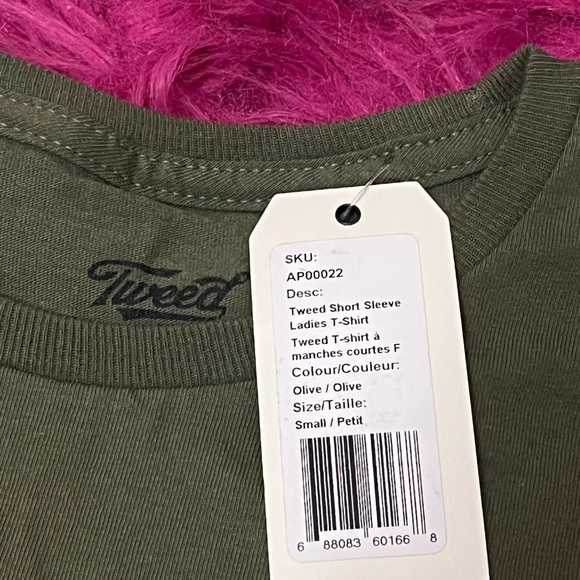 Tweed
SKU:
AP00022
Desc:
Tweed Short Sleeve
Ladies T-Shirt
Tweed T-shirt à
manches courtes F
Colour/Couleur:
Olive / Olive
Size/Taille:
Small / Petit
6 88083 60166 8